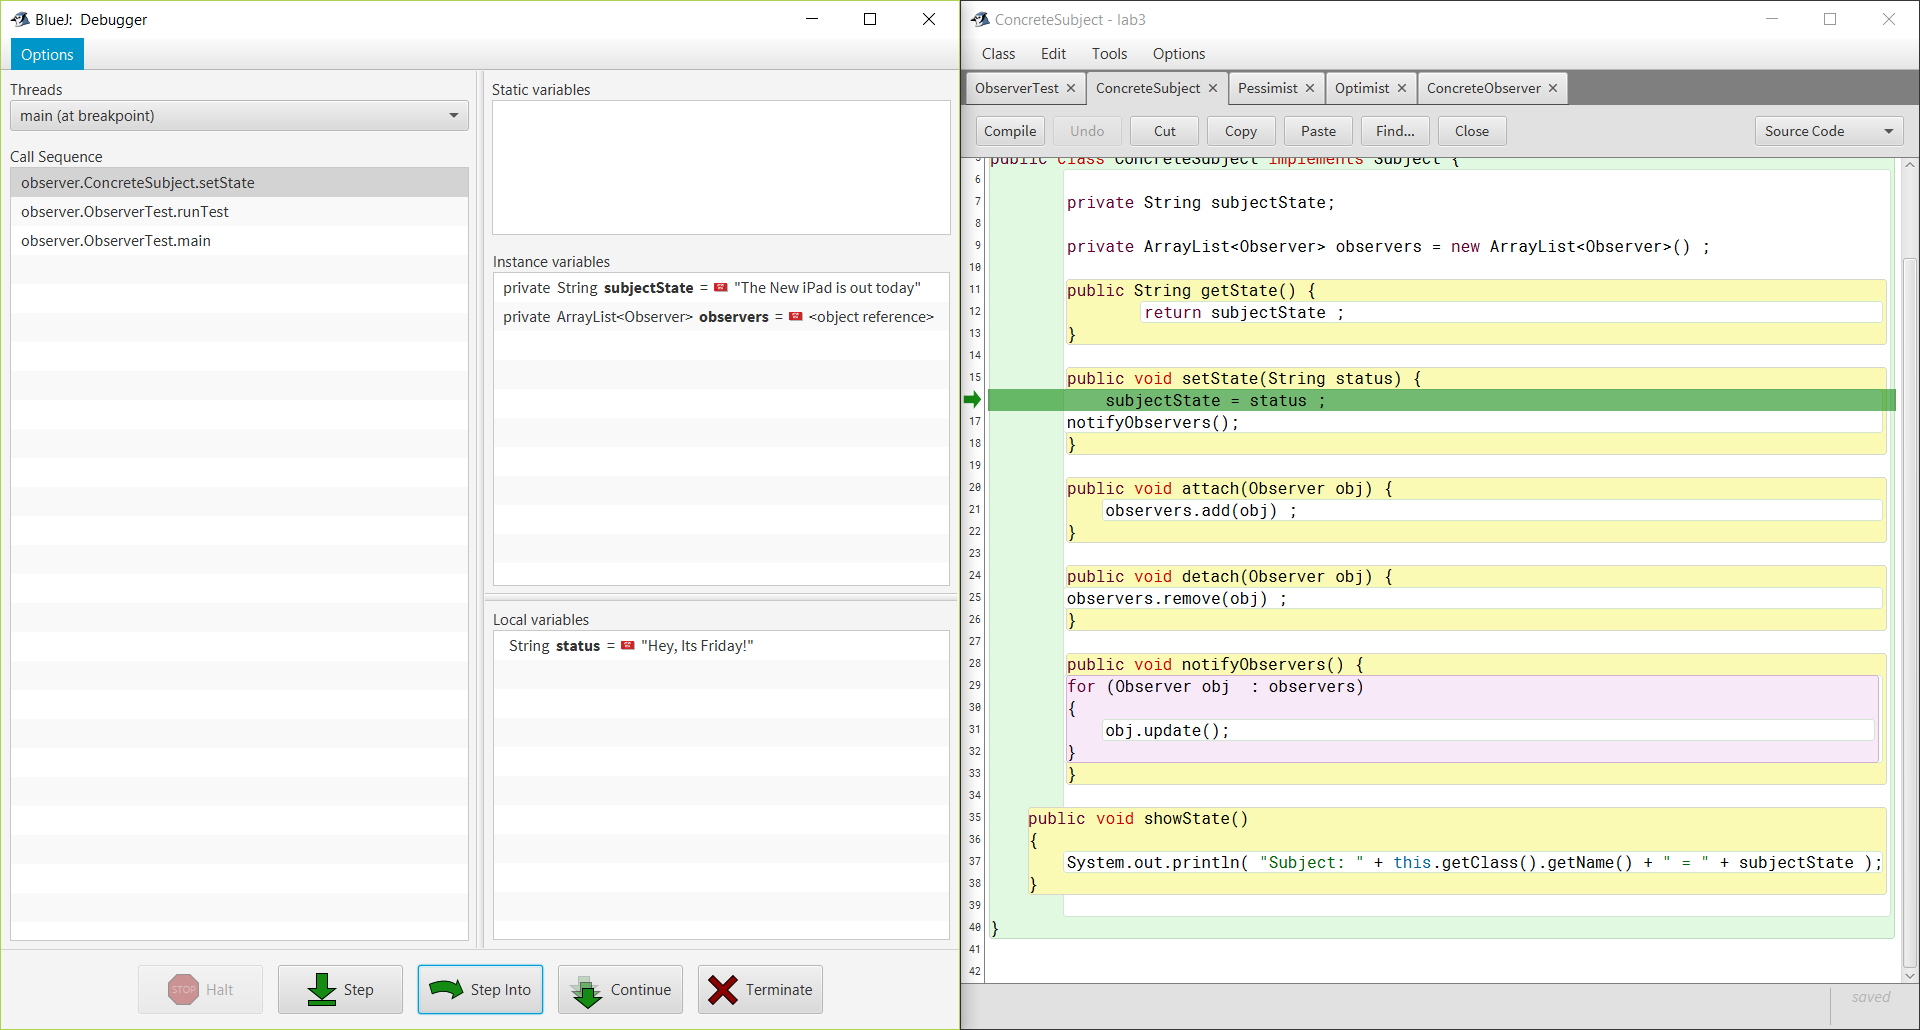 BlueJ: Debugger
Options
Threads
main (at breakpoint)
Call Sequence
observer.ConcreteSubject.setState
observer.ObserverTest.runTest
observer.ObserverTest.main
Static variables
Instance variables
private String subjectState = "The New iPad is out today"
private ArrayList<Observer> observers = <object reference>
Local variables
String status = "Hey, Its Friday!"
STOP Halt
Step
Step Into
Continue
Terminate
ConcreteSubject - lab3
Class Edit Tools Options
ObserverTest ConcreteSubject Pessimist Optimist ConcreteObserver
Compile Undo Cut Copy Paste Find... Close Source Code
5 public class ConcreteSubject implements Subject {
6
7 private String subjectState;
8
9 private ArrayList<Observer> observers = new ArrayList<Observer>() ;
10
11 public String getState() {
12 return subjectState ;
13 }
14
15 public void setState(String status) {
subjectState = status ;
17 notifyObservers();
18 }
19
20 public void attach(Observer obj) {
21 observers.add(obj) ;
22 }
23
24 public void detach(Observer obj) {
25 observers.remove(obj) ;
26 }
27
28 public void notifyObservers() {
29 for (Observer obj  : observers)
30 {
31 obj.update();
32 }
33 }
34
35 public void showState()
36 {
37 System.out.println( "Subject: " + this.getClass().getName() + " = " + subjectState );
38 }
39
40 }
41
42
saved